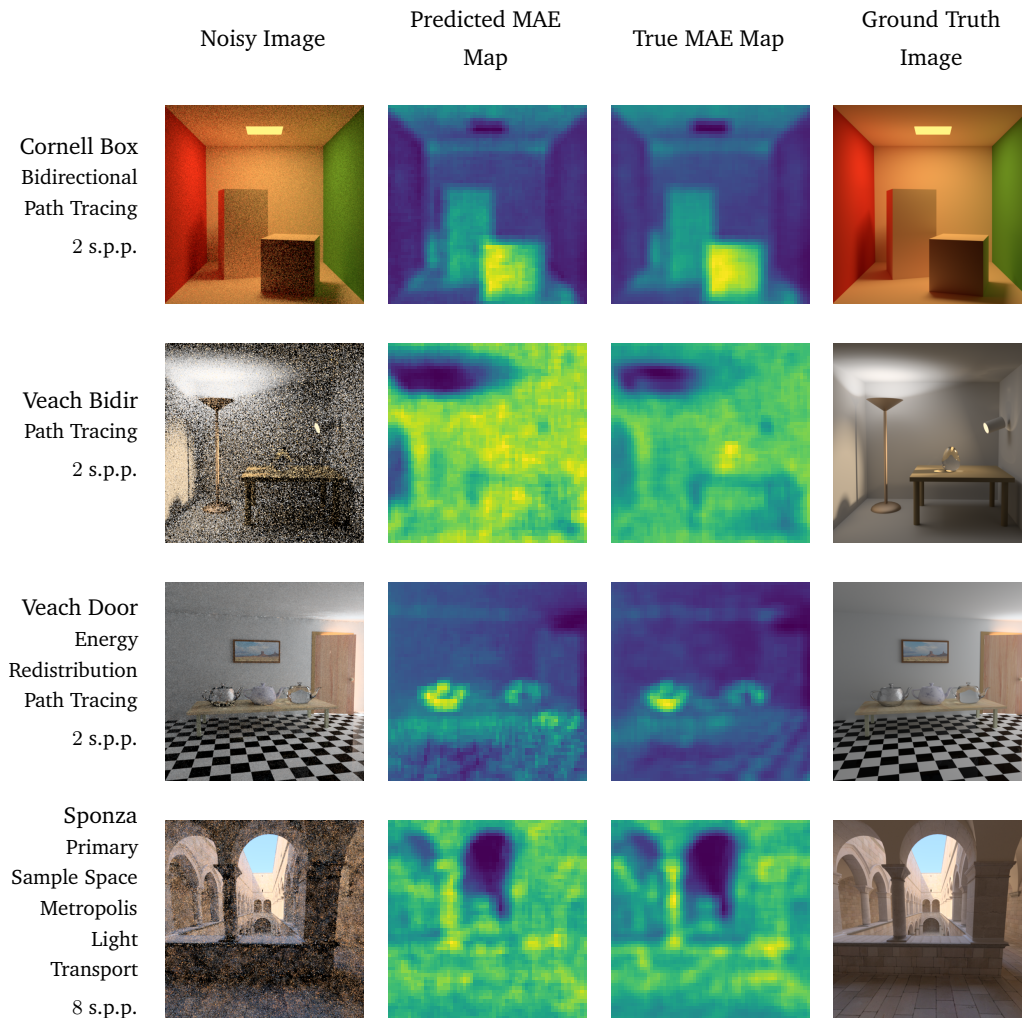 Noisy Image
Predicted MAE
Map
True MAE Map
Ground Truth
Image
Cornell Box
Bidirectional
Path Tracing
2 s.p.p.
Veach Bidir
Path Tracing
2 s.p.p.
Veach Door
Energy
Redistribution
Path Tracing
2 s.p.p.
Sponza
Primary
Sample Space
Metropolis
Light
Transport
8 s.p.p.